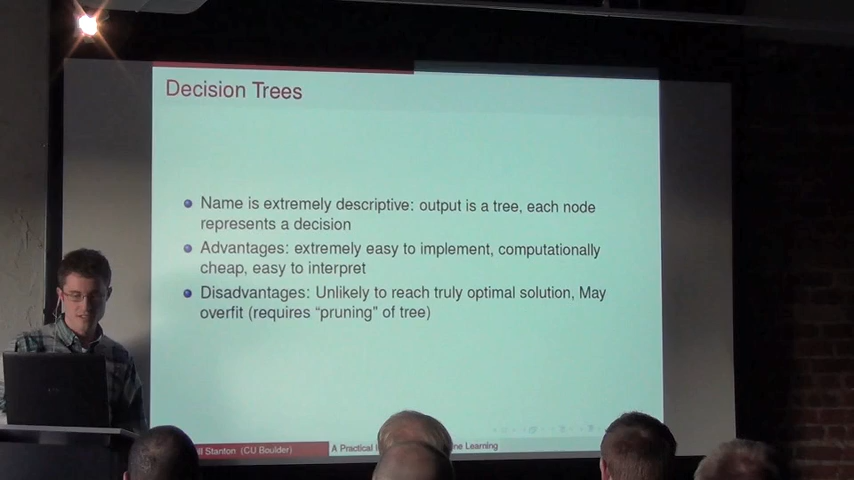 Decision Trees
Name is extremely descriptive: output is a tree, each node
represents a decision
Advantages: extremely easy to implement, computationally
cheap, easy to interpret
Disadvantages: Unlikely to reach truly optimal solution, May
overfit (requires “pruning” of tree)
Stanton (CU Boulder)
A Practical
Learning